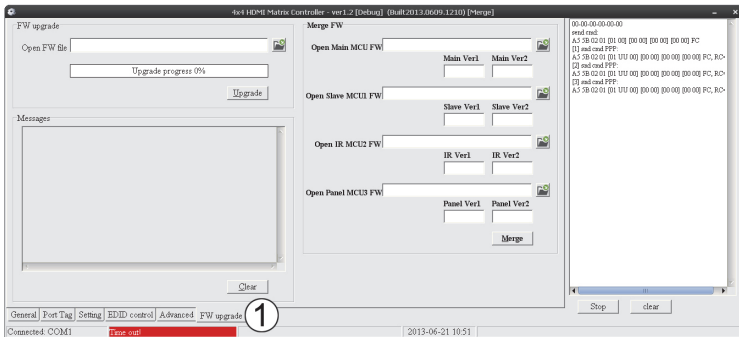 4x4 HDMI Matrix Controller - ver1.2 [Debug] (Built2013.0609.1210) [Merge]
FW upgrade
Open FW file
Upgrade progress 0%
Upgrade
Messages
Clear
Merge FW
Open Main MCU FW
Main Ver1 Main Ver2
Open Slave MCU1 FW
Slave Ver1 Slave Ver2
Open IR MCU2 FW
IR Ver1 IR Ver2
Open Panel MCU3 FW
Panel Ver1 Panel Ver2
Merge
00-00-00-00-00-00
send cmd:
A5 5B 02 01 [01 00] [00 00] [00 00] [00 00] FC
[1] snd cmd PPP:
A5 5B 02 01 [01 UU 00] [00 00] [00 00] [00 00] FC, RC
[2] snd cmd PPP:
A5 5B 02 01 [01 UU 00] [00 00] [00 00] [00 00] FC, RC
[3] snd cmd PPP:
A5 5B 02 01 [01 UU 00] [00 00] [00 00] [00 00] FC, RC
Stop clear
General Port Tag Setting EDID control Advanced FW upgrade
1
Connected: COM1 Time out! 2013-06-21 10:51